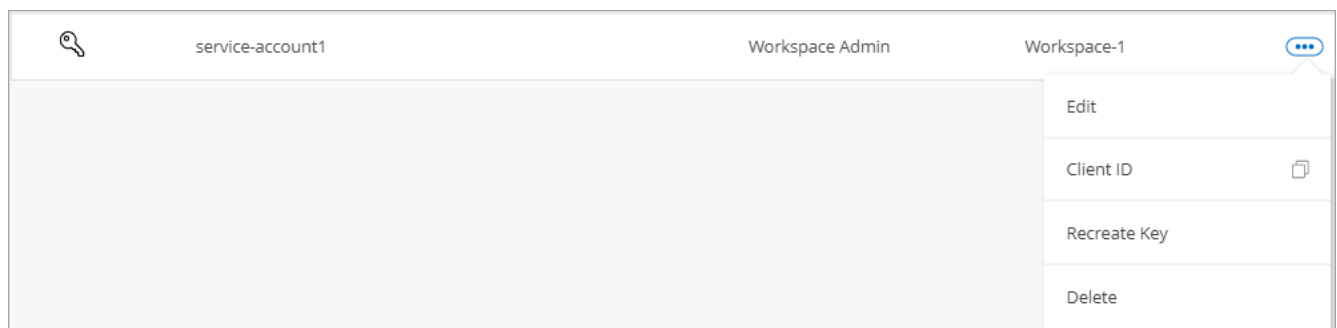 service-account1 Workspace Admin Workspace-1
Edit
Client ID
Recreate Key
Delete